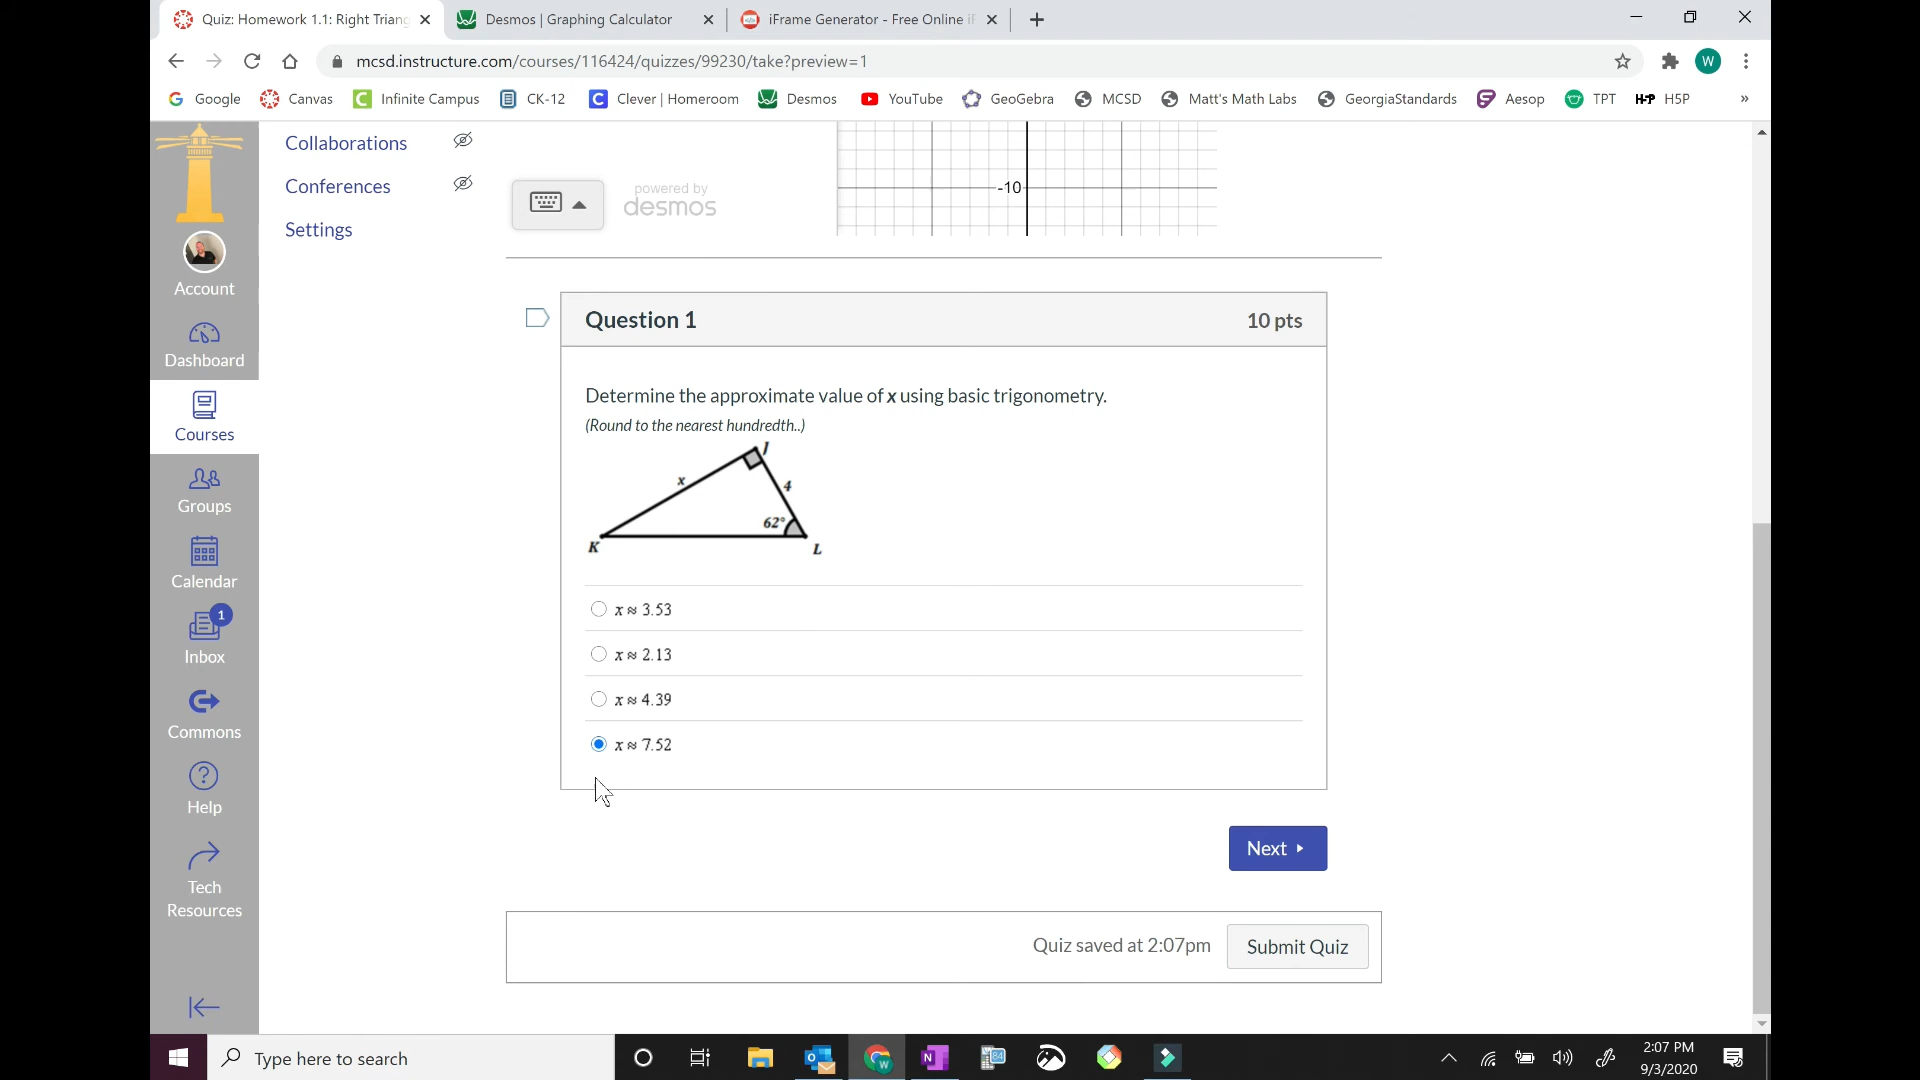 Quiz: Homework 1.1: Right Triang
Desmos | Graphing Calculator
iFrame Generator - Free Online iF
mcsd.instructure.com/courses/116424/quizzes/99230/take?preview=1
W
Google
Canvas
Infinite Campus
CK-12
Clever | Homeroom
Desmos
YouTube
GeoGebra
MCSD
Matt's Math Labs
GeorgiaStandards
Aesop
TPT
H5P
»
Account
Dashboard
Courses
Groups
Calendar
1
Inbox
Commons
Help
Tech
Resources
Collaborations
Conferences
Settings
powered by
desmos
-10
Question 1
10 pts
Determine the approximate value of x using basic trigonometry.
(Round to the nearest hundredth..)
J
x
4
62°
K
L
x ≈ 3.53
x ≈ 2.13
x ≈ 4.39
x ≈ 7.52
Next
Quiz saved at 2:07pm
Submit Quiz
Type here to search
2:07 PM
9/3/2020